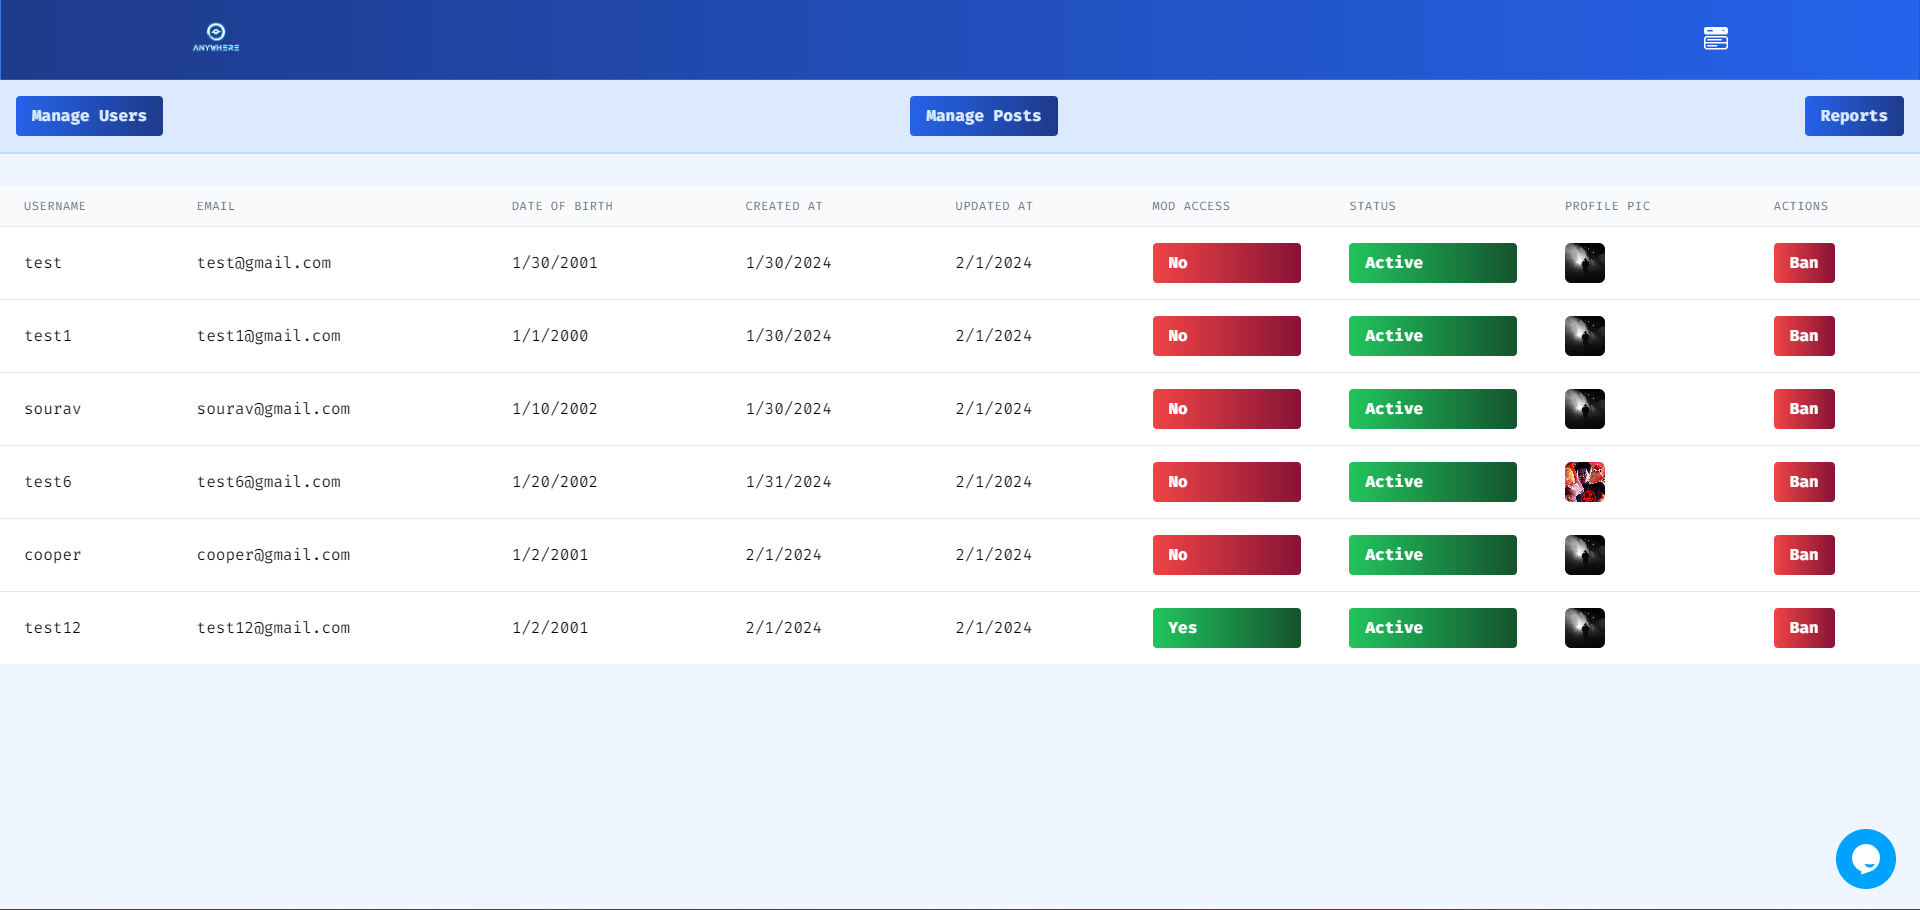 ANYWHERE
Manage Users Manage Posts Reports
USERNAME EMAIL DATE OF BIRTH CREATED AT UPDATED AT MOD ACCESS STATUS PROFILE PIC ACTIONS
test test@gmail.com 1/30/2001 1/30/2024 2/1/2024 No Active Ban
test1 test1@gmail.com 1/1/2000 1/30/2024 2/1/2024 No Active Ban
sourav sourav@gmail.com 1/10/2002 1/30/2024 2/1/2024 No Active Ban
test6 test6@gmail.com 1/20/2002 1/31/2024 2/1/2024 No Active Ban
cooper cooper@gmail.com 1/2/2001 2/1/2024 2/1/2024 No Active Ban
test12 test12@gmail.com 1/2/2001 2/1/2024 2/1/2024 Yes Active Ban